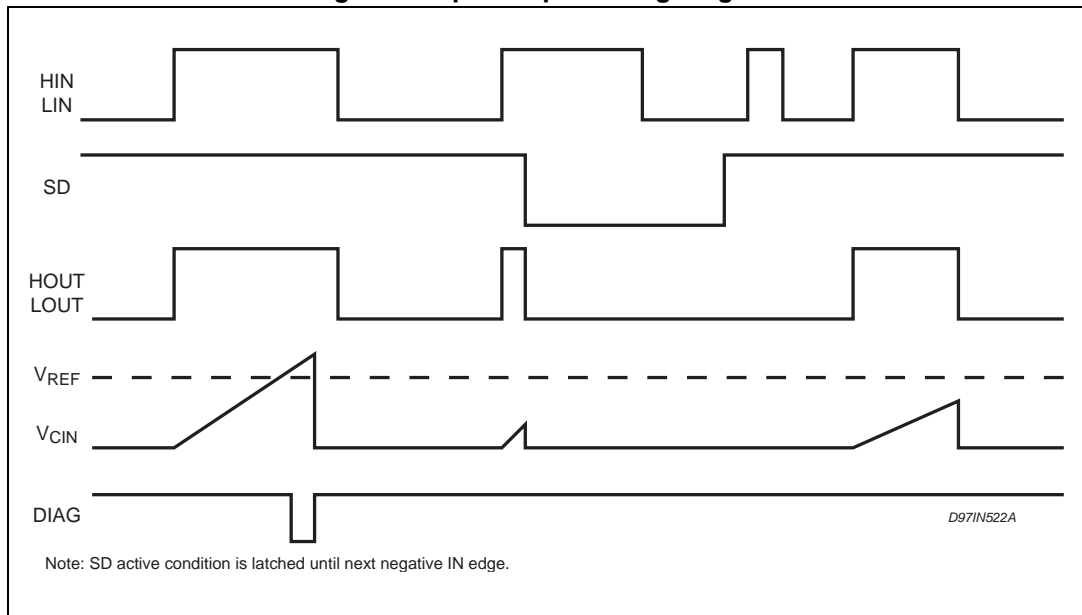 HIN
LIN
SD
HOUT
LOUT
VREF
VCIN
DIAG
D97IN522A
Note: SD active condition is latched until next negative IN edge.